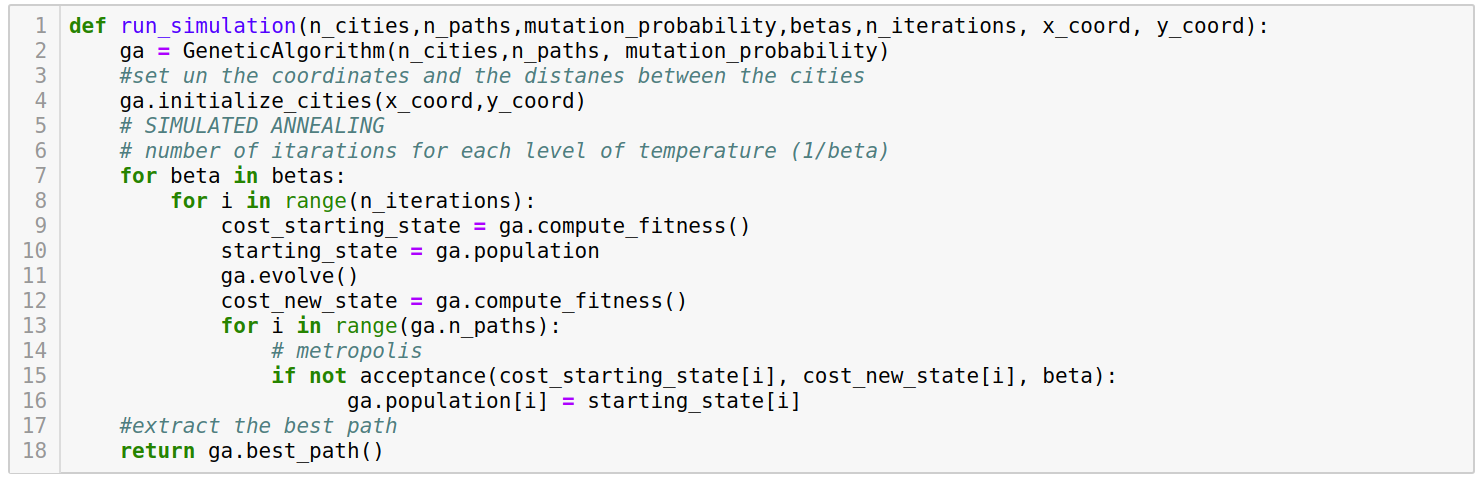 1 def run_simulation(n_cities,n_paths,mutation_probability,betas,n_iterations, x_coord, y_coord):
2     ga = GeneticAlgorithm(n_cities,n_paths, mutation_probability)
3     #set un the coordinates and the distanes between the cities
4     ga.initialize_cities(x_coord,y_coord)
5     # SIMULATED ANNEALING
6     # number of itarations for each level of temperature (1/beta)
7     for beta in betas:
8         for i in range(n_iterations):
9             cost_starting_state = ga.compute_fitness()
10             starting_state = ga.population
11             ga.evolve()
12             cost_new_state = ga.compute_fitness()
13             for i in range(ga.n_paths):
14                 # metropolis
15                 if not acceptance(cost_starting_state[i], cost_new_state[i], beta):
16                       ga.population[i] = starting_state[i]
17     #extract the best path
18     return ga.best_path()